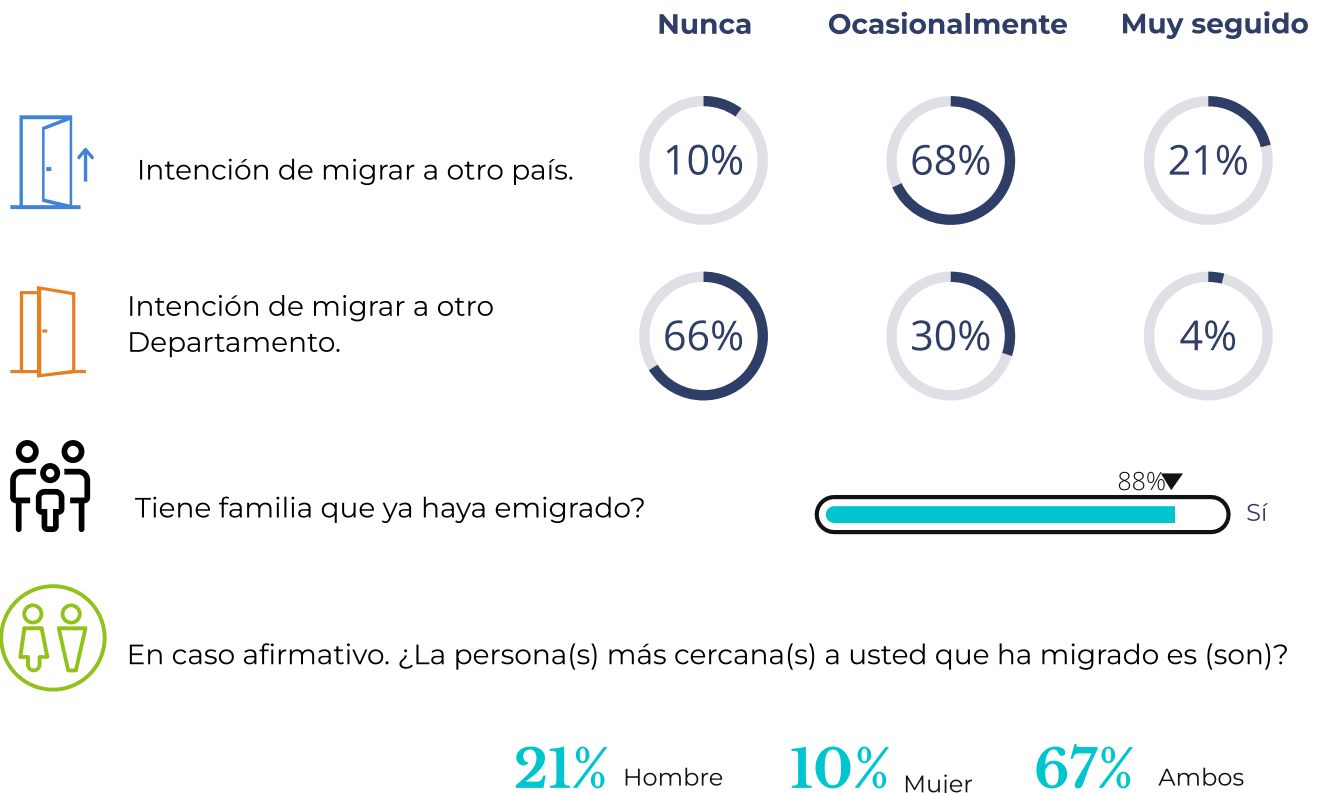 Nunca Ocasionalmente Muy seguido
Intención de migrar a otro país. 10% 68% 21%
Intención de migrar a otro
Departamento.
66% 30% 4%
88%
Tiene familia que ya haya emigrado? Sí
En caso afirmativo. ¿La persona(s) más cercana(s) a usted que ha migrado es (son)?
21% Hombre 10% Mujer 67% Ambos